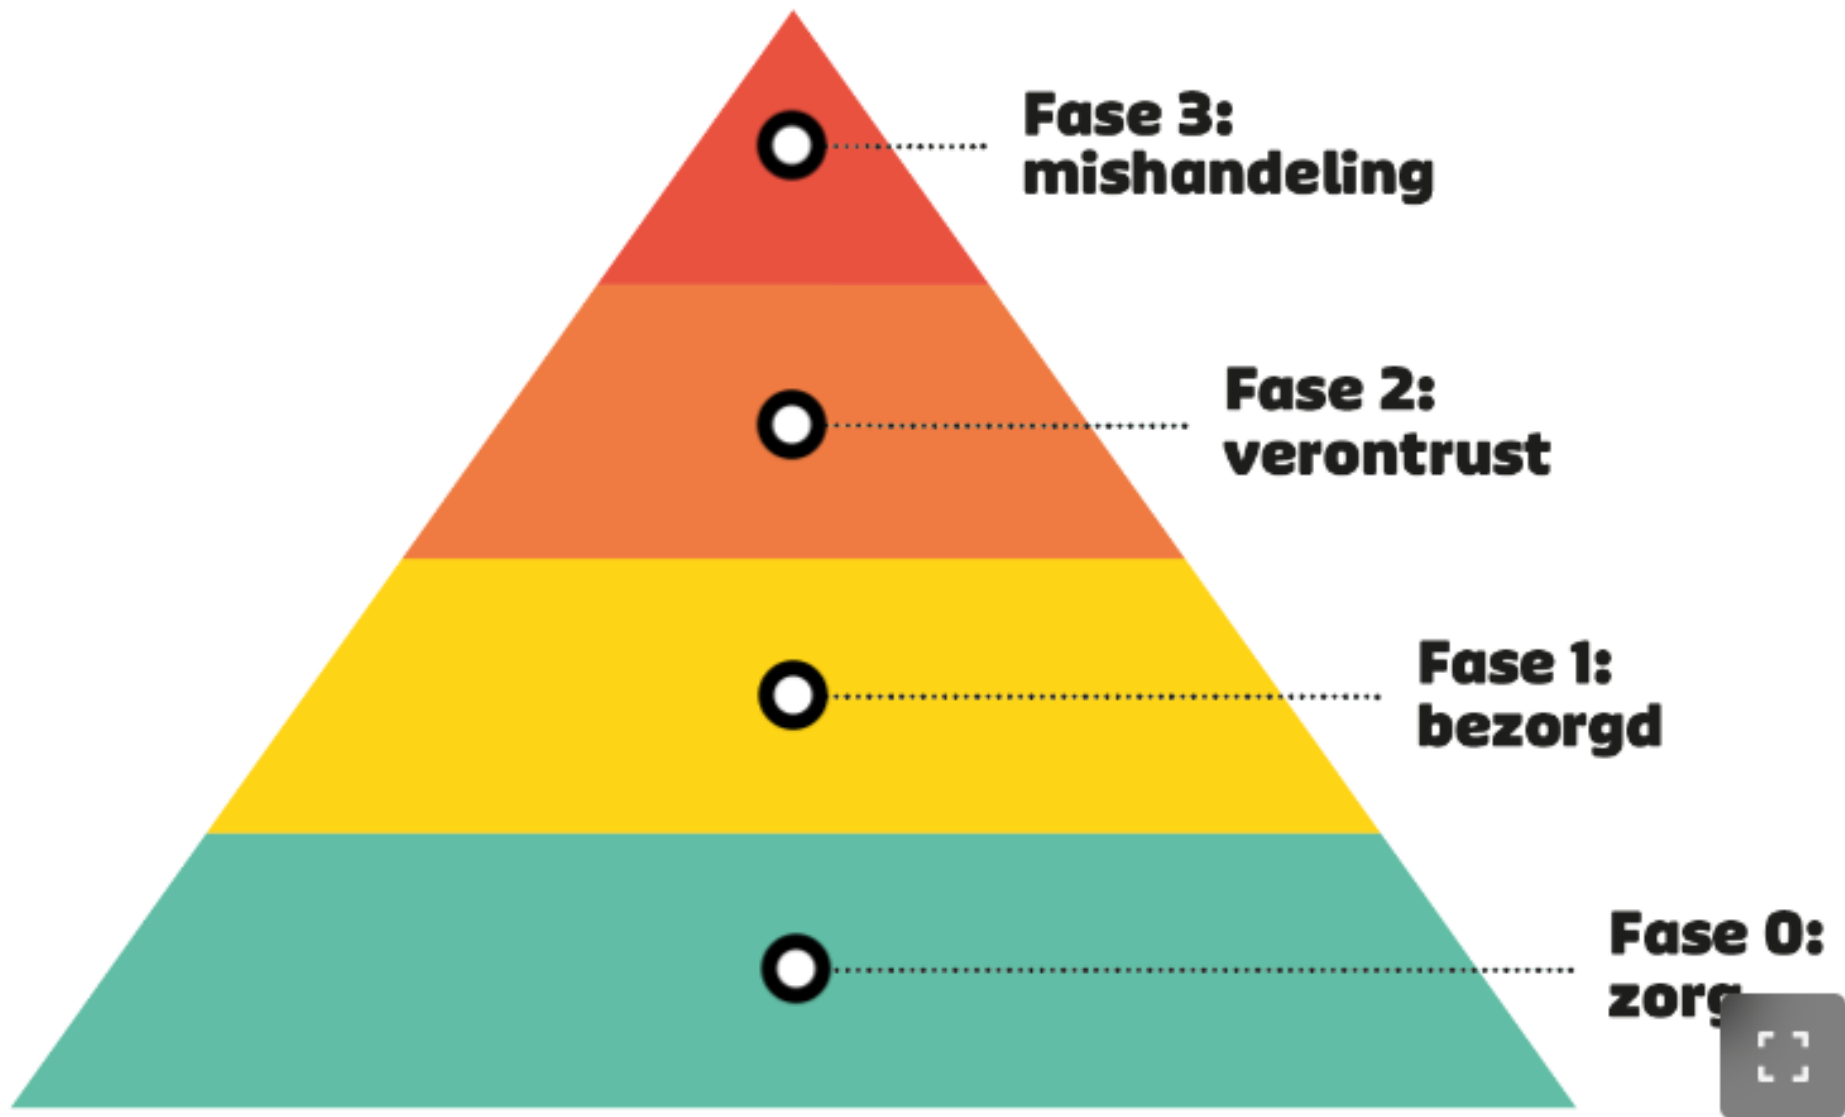 Fase 3:
mishandeling
Fase 2:
verontrust
Fase 1:
bezorgd
Fase 0:
zorg